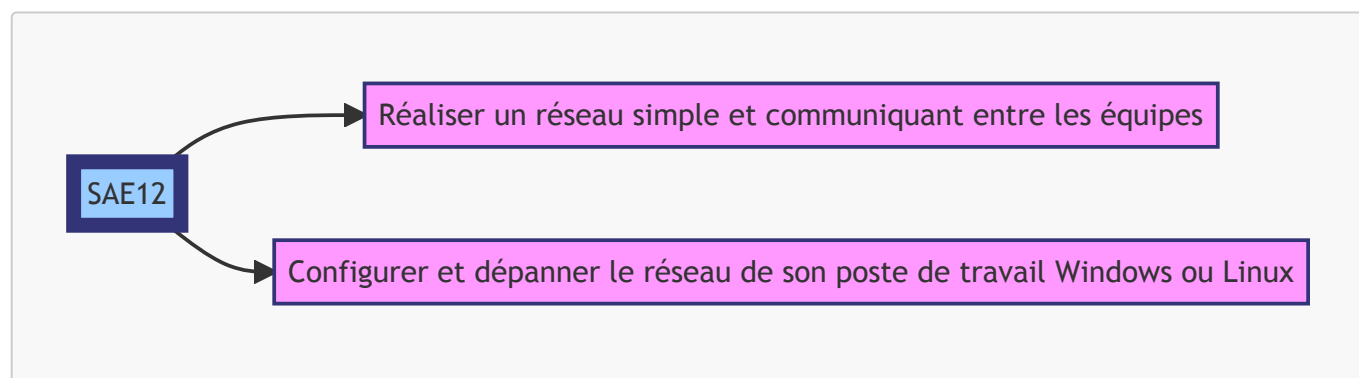 Réaliser un réseau simple et communiquant entre les équipes
SAE12
Configurer et dépanner le réseau de son poste de travail Windows ou Linux